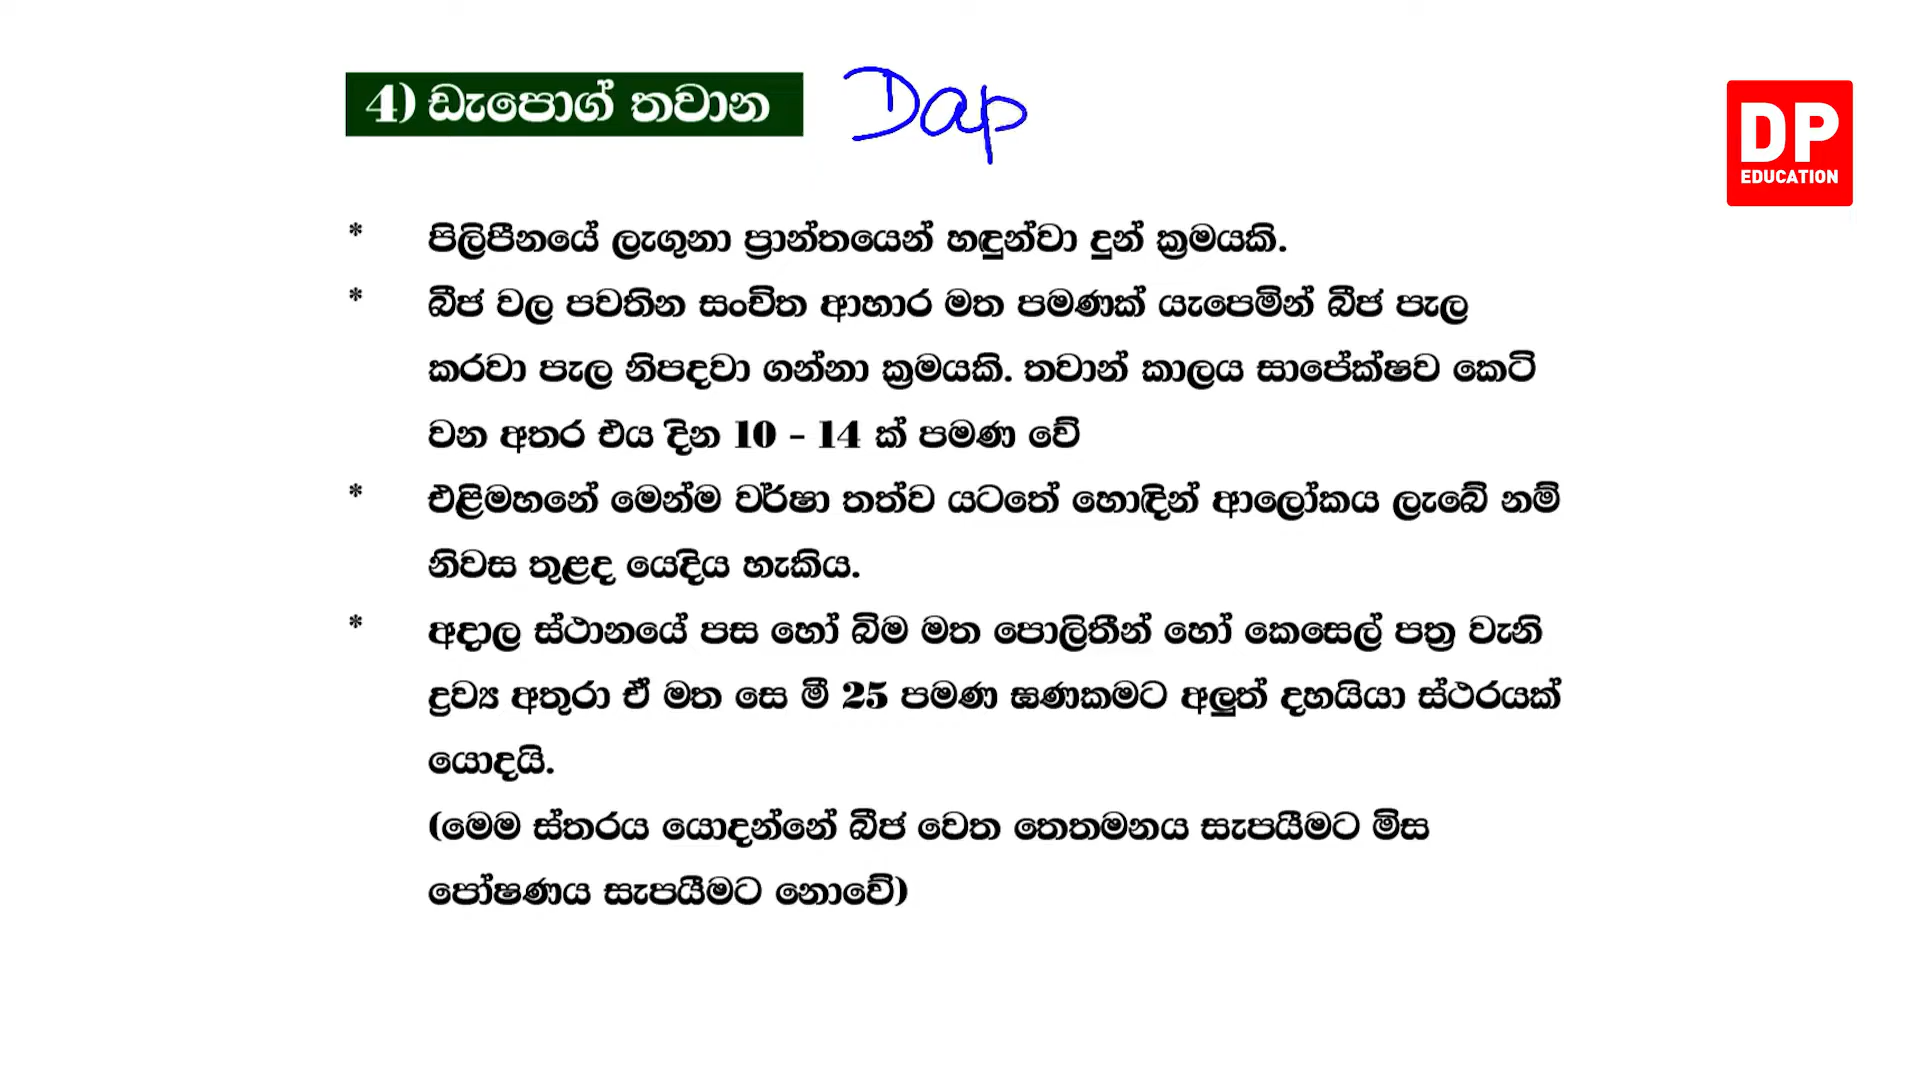 4) ඩැපොග් තවාන
Dap
DP
EDUCATION
* පිලිපීනයේ ලැගුනා ප්‍රාන්තයෙන් හඳුන්වා දුන් ක්‍රමයකි.
* බීජ වල පවතින සංචිත ආහාර මත පමණක් යැපෙමින් බීජ පැල
කරවා පැල නිපදවා ගන්නා ක්‍රමයකි. තවාන් කාලය සාපේක්ෂව කෙටි
වන අතර එය දින 10 - 14 ක් පමණ වේ
* එළිමහනේ මෙන්ම වර්ෂා තත්ව යටතේ හොඳින් ආලෝකය ලැබේ නම්
නිවස තුළද යෙදිය හැකිය.
* අදාල ස්ථානයේ පස හෝ බිම මත පොලිතීන් හෝ කෙසෙල් පත්‍ර වැනි
ද්‍රව්‍ය අතුරා ඒ මත සෙ මී 25 පමණ ඝණකමට අලුත් දහයියා ස්ථරයක්
යොදයි.
(මෙම ස්තරය යොදන්නේ බීජ වෙත තෙතමනය සැපයීමට මිස
පෝෂණය සැපයීමට නොවේ)